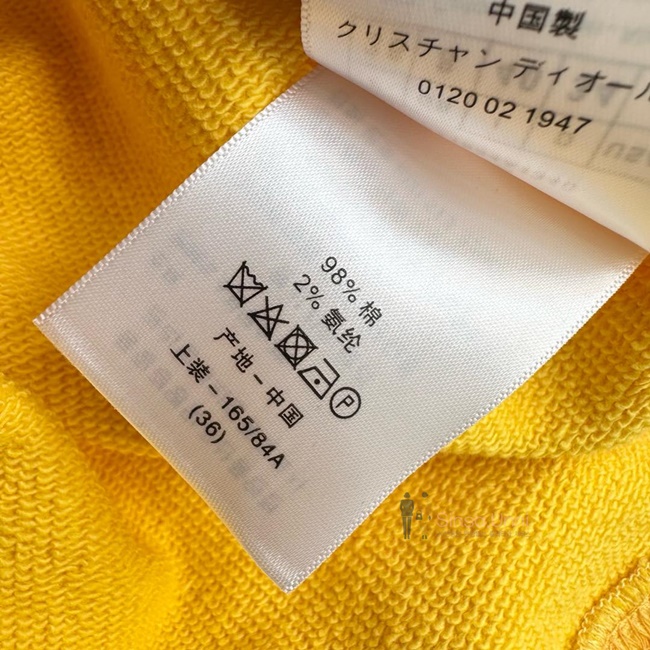 中国製
クリスチャン ディオール
0120 02 1947
98% 棉
2% 氨纶
产地 – 中国
上装 – 165/84A
(36)